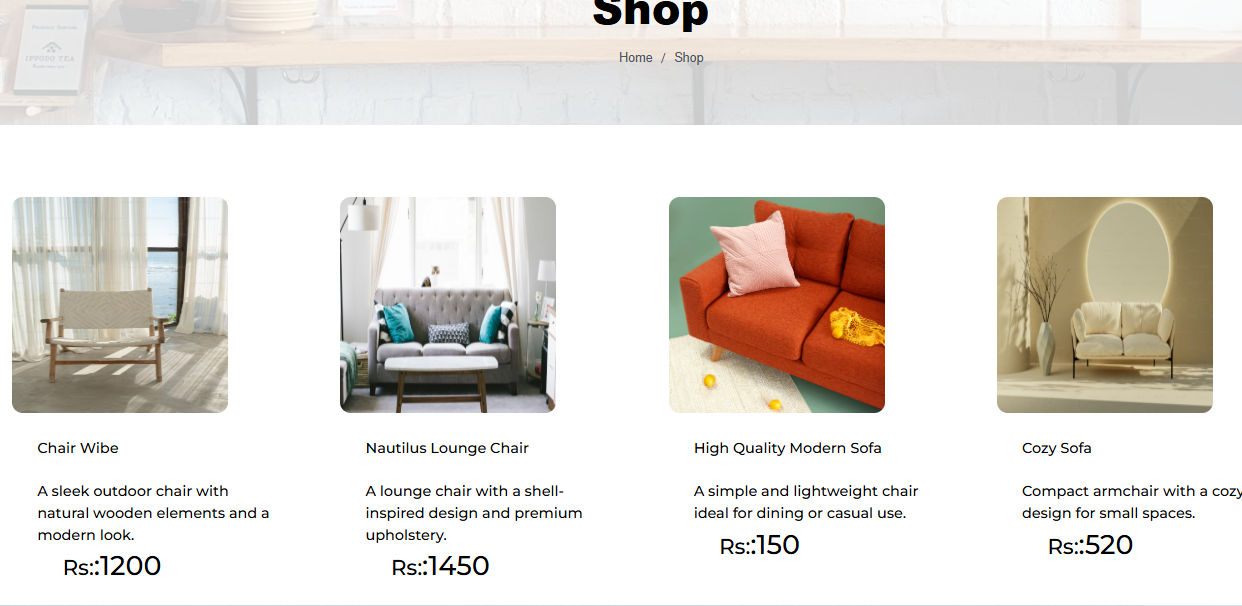 Shop
IPPODO TEA
Home / Shop
Chair Wibe
A sleek outdoor chair with
natural wooden elements and a
modern look.
Rs::1200
Nautilus Lounge Chair
A lounge chair with a shell-
inspired design and premium
upholstery.
Rs::1450
High Quality Modern Sofa
A simple and lightweight chair
ideal for dining or casual use.
Rs::150
Cozy Sofa
Compact armchair with a cozy
design for small spaces.
Rs::520